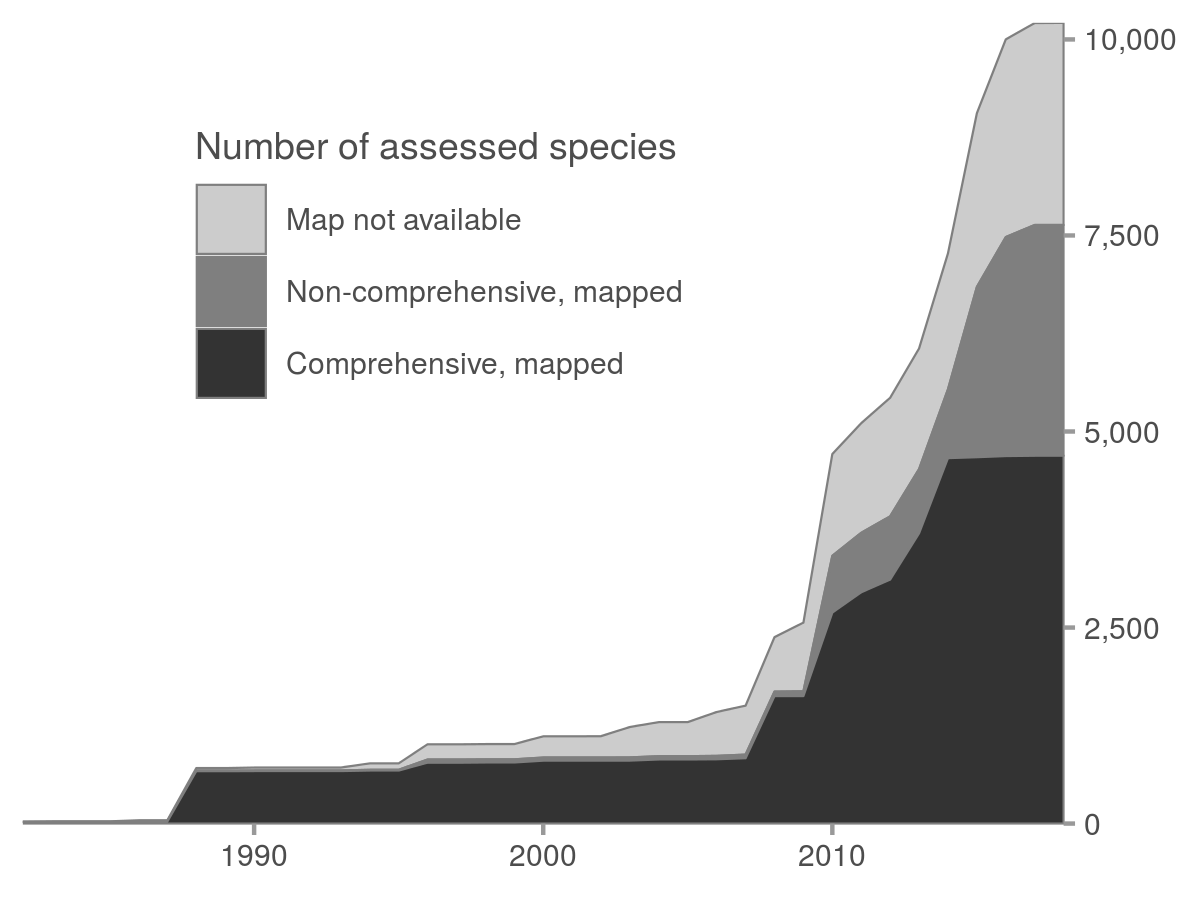 Number of assessed species
Map not available
Non-comprehensive, mapped
Comprehensive, mapped
10,000
7,500
5,000
2,500
0
1990 2000 2010